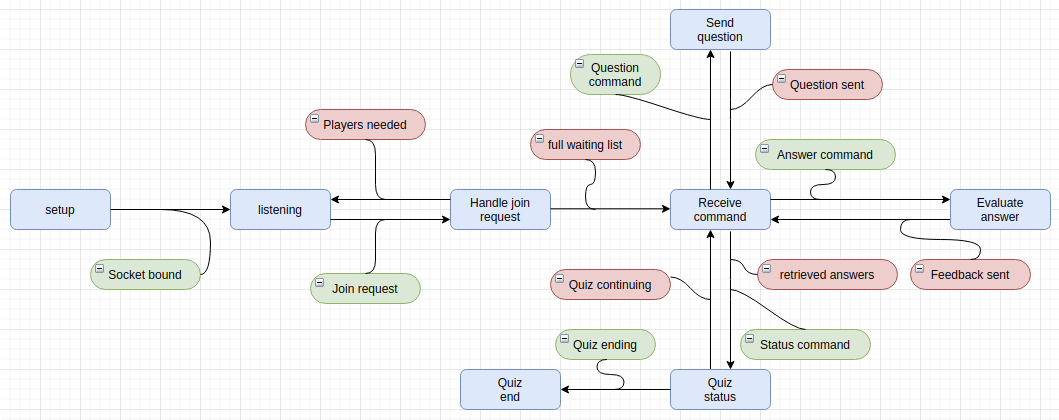 Send
question
Question
command
Question sent
Players needed
full waiting list
Answer command
setup
listening
Handle join
request
Receive
command
Evaluate
answer
Socket bound
Join request
Quiz continuing
retrieved answers
Feedback sent
Quiz ending
Status command
Quiz
end
Quiz
status